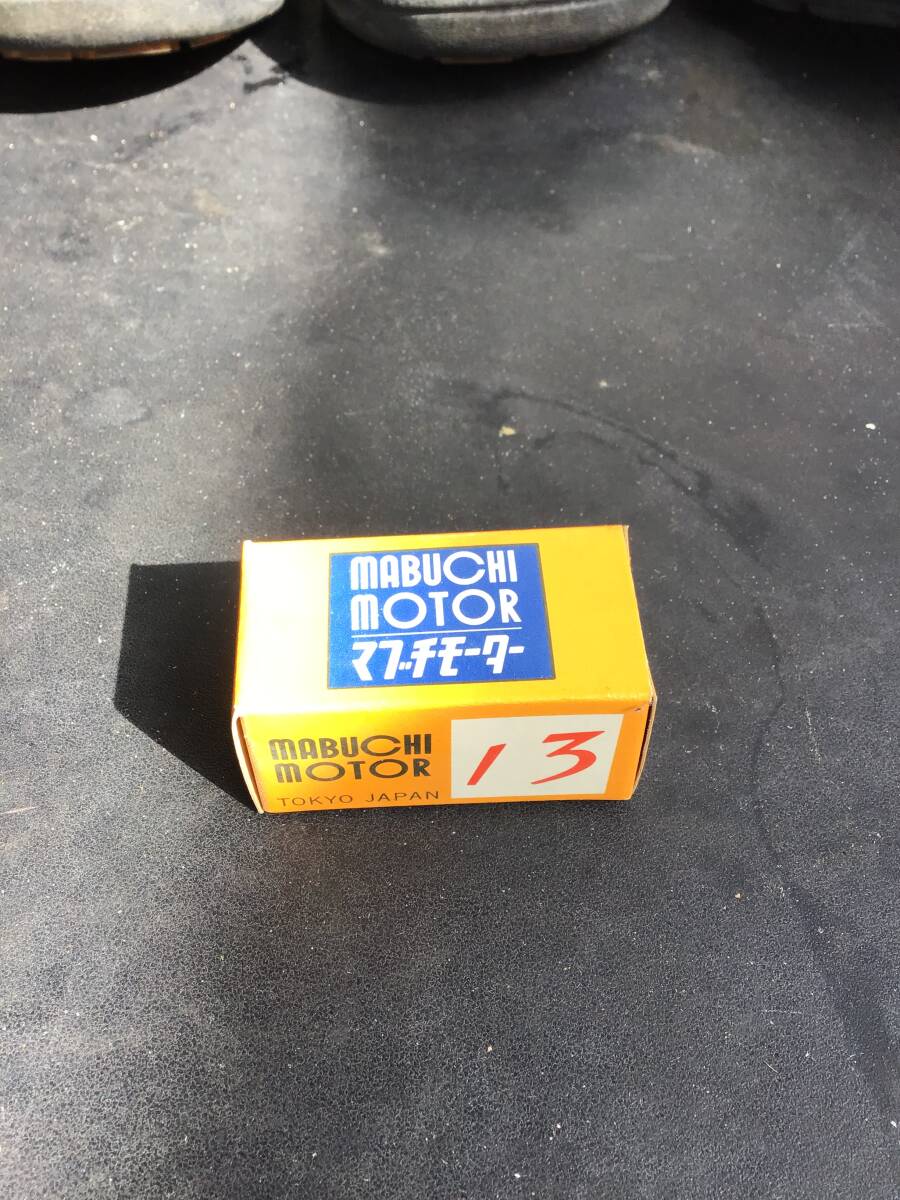 MABUCHI
MOTOR
マブチモーター
MABUCHI
MOTOR
TOKYO JAPAN
13